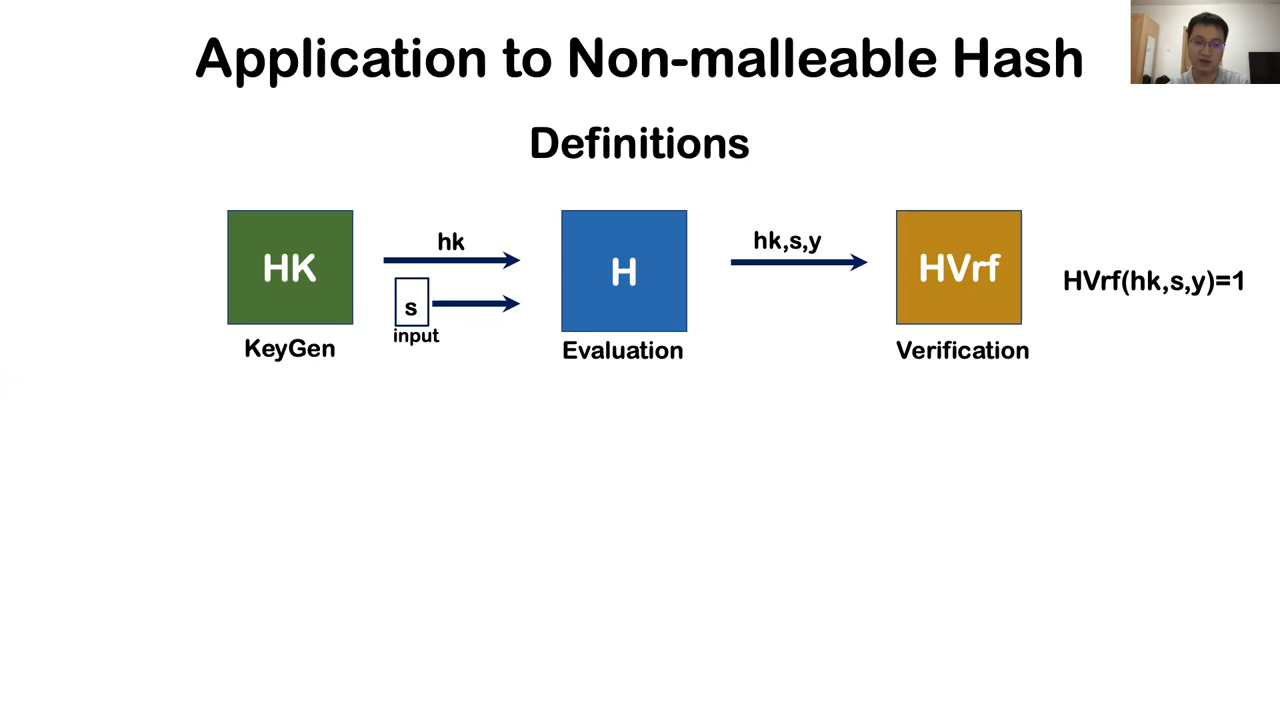 Application to Non-malleable Hash
Definitions
HK
hk
s
input
KeyGen
H
Evaluation
hk,s,y
HVrf
Verification
HVrf(hk,s,y)=1